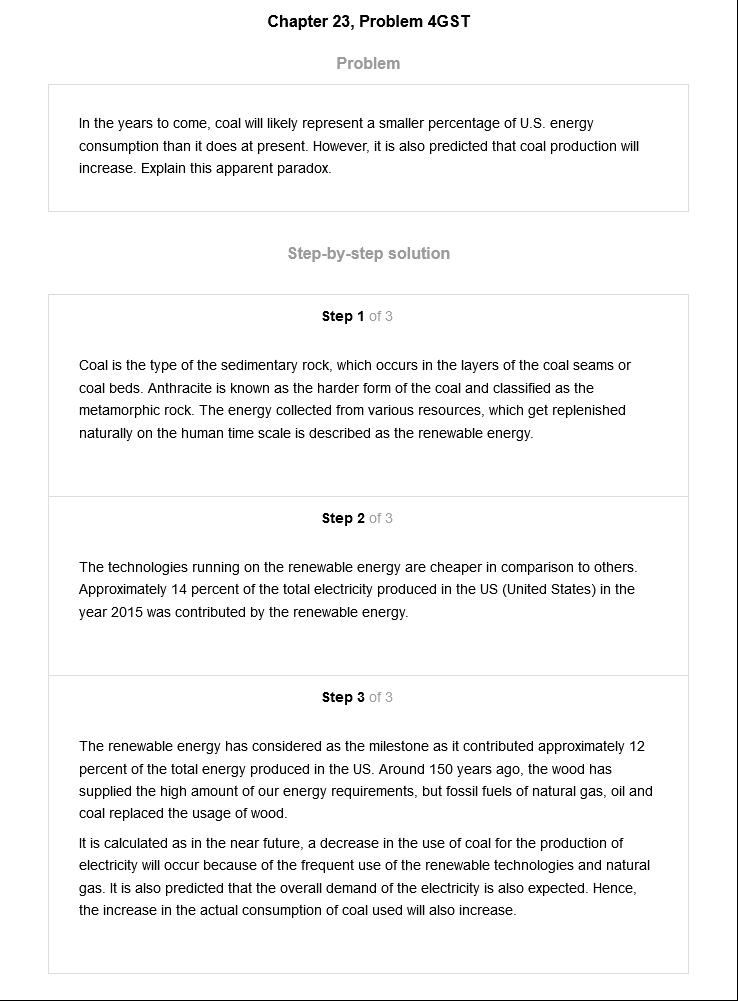 Chapter 23, Problem 4GST
Problem
In the years to come, coal will likely represent a smaller percentage of U.S. energy
consumption than it does at present. However, it is also predicted that coal production will
increase. Explain this apparent paradox.
Step-by-step solution
Step 1 of 3
Coal is the type of the sedimentary rock, which occurs in the layers of the coal seams or
coal beds. Anthracite is known as the harder form of the coal and classified as the
metamorphic rock. The energy collected from various resources, which get replenished
naturally on the human time scale is described as the renewable energy.
Step 2 of 3
The technologies running on the renewable energy are cheaper in comparison to others.
Approximately 14 percent of the total electricity produced in the US (United States) in the
year 2015 was contributed by the renewable energy.
Step 3 of 3
The renewable energy has considered as the milestone as it contributed approximately 12
percent of the total energy produced in the US. Around 150 years ago, the wood has
supplied the high amount of our energy requirements, but fossil fuels of natural gas, oil and
coal replaced the usage of wood.
It is calculated as in the near future, a decrease in the use of coal for the production of
electricity will occur because of the frequent use of the renewable technologies and natural
gas. It is also predicted that the overall demand of the electricity is also expected. Hence,
the increase in the actual consumption of coal used will also increase.